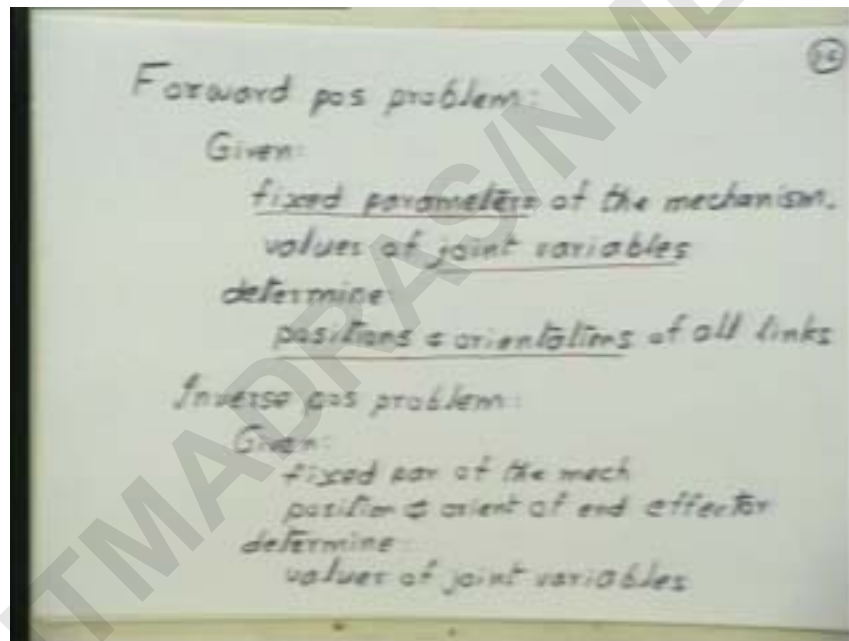 Forward pos problem:
Given:
fixed parameters of the mechanism.
values of joint variables
determine:
positions & orientations of all links
Inverse pos problem:
Given:
fixed par of the mech
position & orient of end effector
determine:
values of joint variables
ITMADRAS/NME